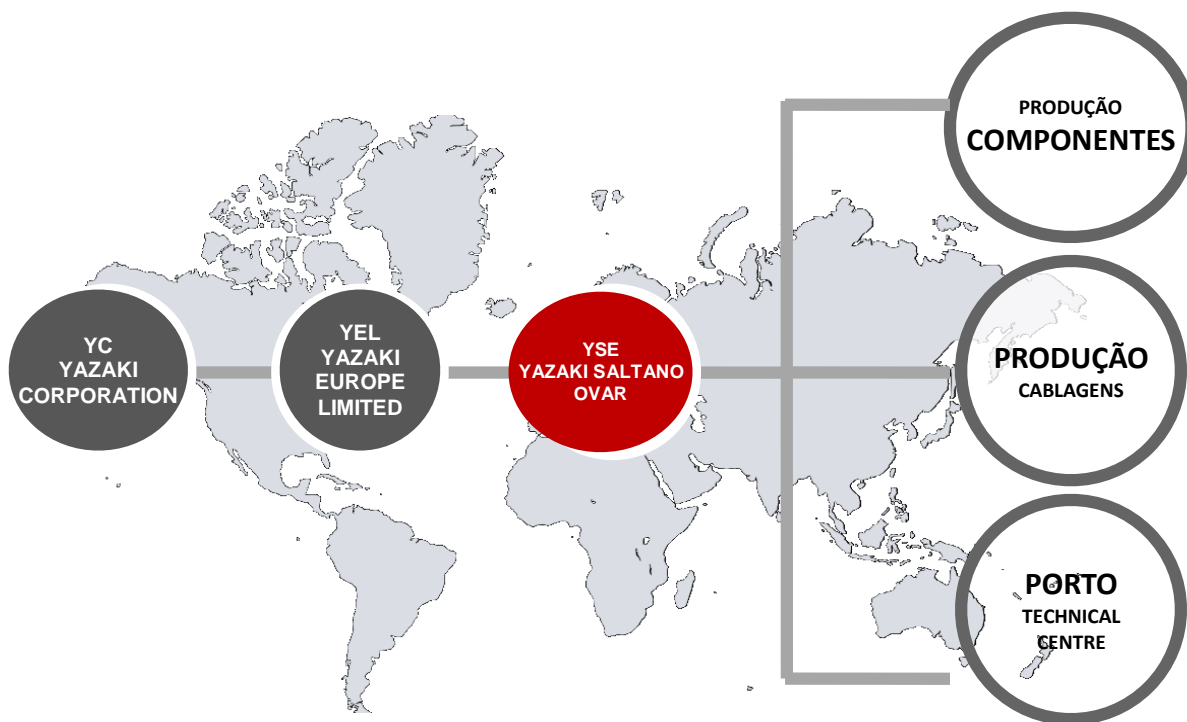 PRODUÇÃO
COMPONENTES
YC
YAZAKI
CORPORATION
YEL
YAZAKI
EUROPE
LIMITED
YSE
YAZAKI SALTANO
OVAR
PRODUÇÃO
CABLAGENS
PORTO
TECHNICAL
CENTRE